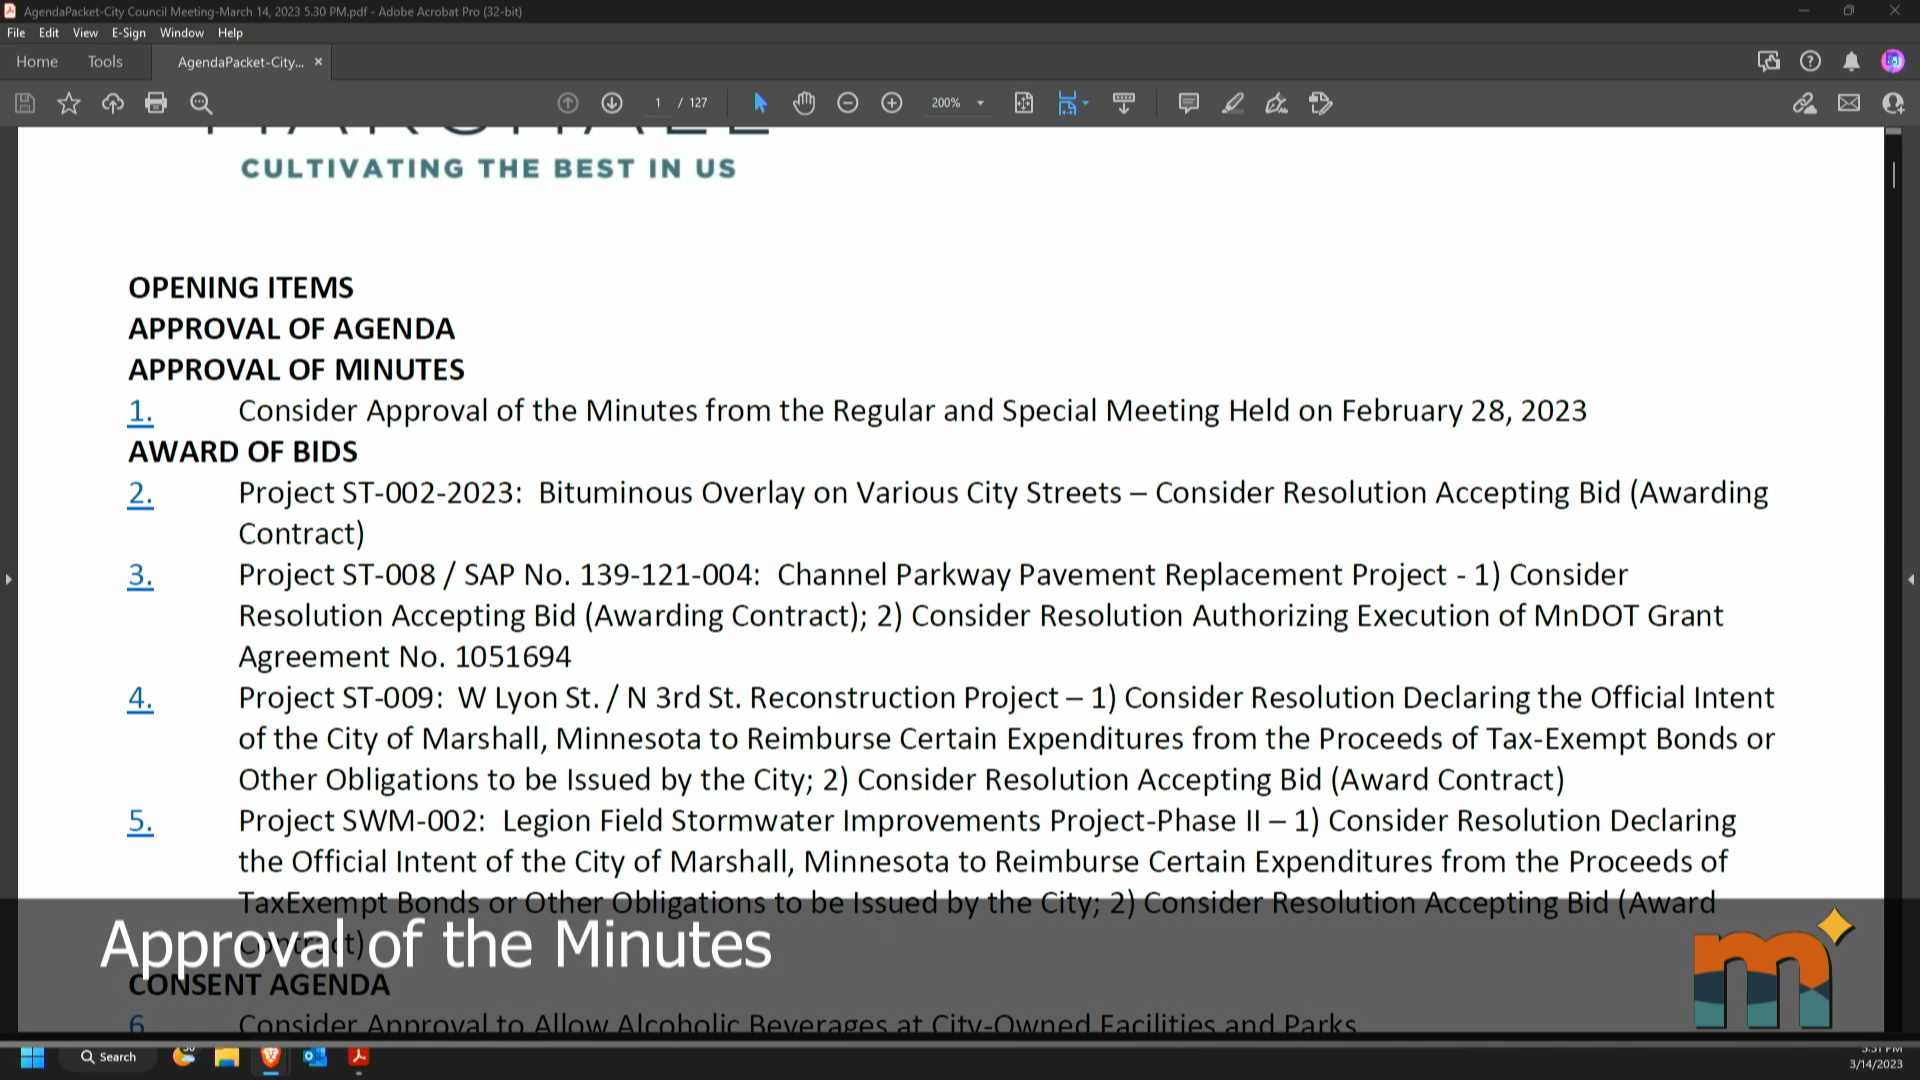 AgendaPacket-City Council Meeting-March 14, 2023 5.30 PM.pdf - Adobe Acrobat Pro (32-bit)
File Edit View E-Sign Window Help
Home Tools AgendaPacket-City... ×
1 / 127 200%
MARSHALL
CULTIVATING THE BEST IN US
OPENING ITEMS
APPROVAL OF AGENDA
APPROVAL OF MINUTES
1. Consider Approval of the Minutes from the Regular and Special Meeting Held on February 28, 2023
AWARD OF BIDS
2. Project ST-002-2023: Bituminous Overlay on Various City Streets – Consider Resolution Accepting Bid (Awarding
Contract)
3. Project ST-008 / SAP No. 139-121-004: Channel Parkway Pavement Replacement Project - 1) Consider
Resolution Accepting Bid (Awarding Contract); 2) Consider Resolution Authorizing Execution of MnDOT Grant
Agreement No. 1051694
4. Project ST-009: W Lyon St. / N 3rd St. Reconstruction Project – 1) Consider Resolution Declaring the Official Intent
of the City of Marshall, Minnesota to Reimburse Certain Expenditures from the Proceeds of Tax-Exempt Bonds or
Other Obligations to be Issued by the City; 2) Consider Resolution Accepting Bid (Award Contract)
5. Project SWM-002: Legion Field Stormwater Improvements Project-Phase II – 1) Consider Resolution Declaring
the Official Intent of the City of Marshall, Minnesota to Reimburse Certain Expenditures from the Proceeds of
TaxExempt Bonds or Other Obligations to be Issued by the City; 2) Consider Resolution Accepting Bid (Award
Contract)
Approval of the Minutes
CONSENT AGENDA
6. Consider Approval to Allow Alcoholic Beverages at City-Owned Facilities and Parks
m
Search
5:31 PM
3/14/2023